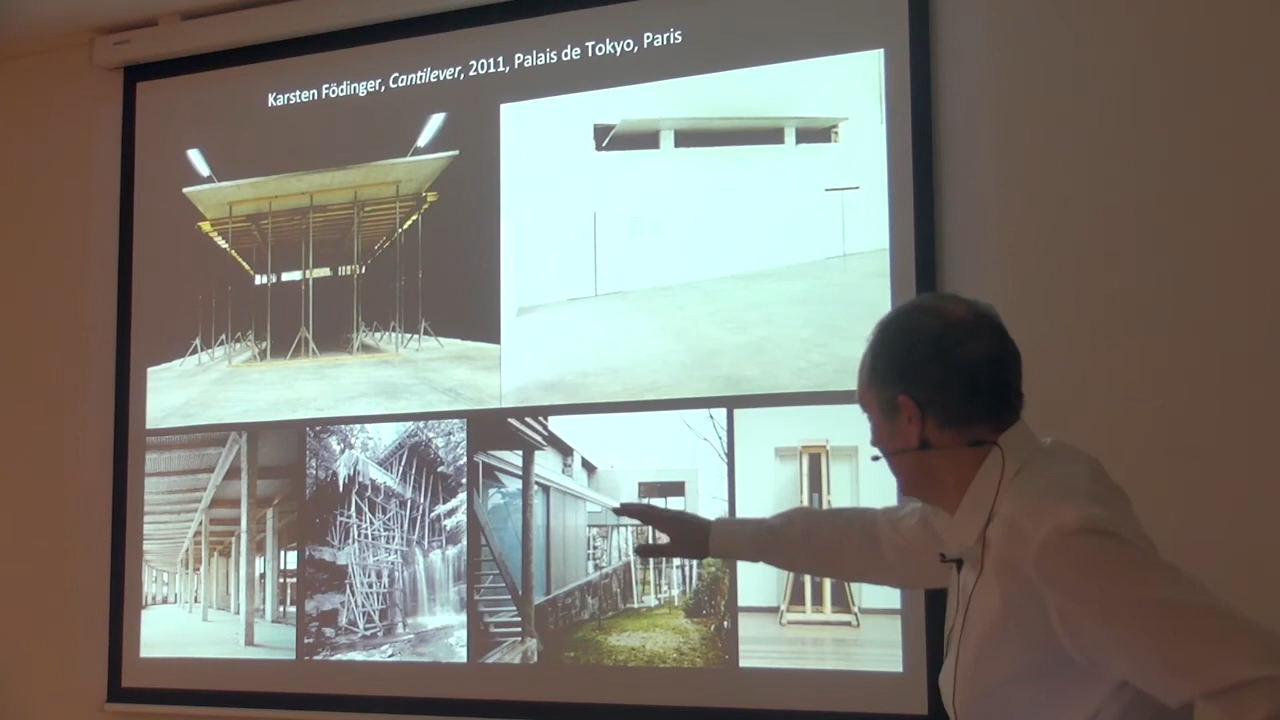 Karsten Födinger, Cantilever, 2011, Palais de Tokyo, Paris